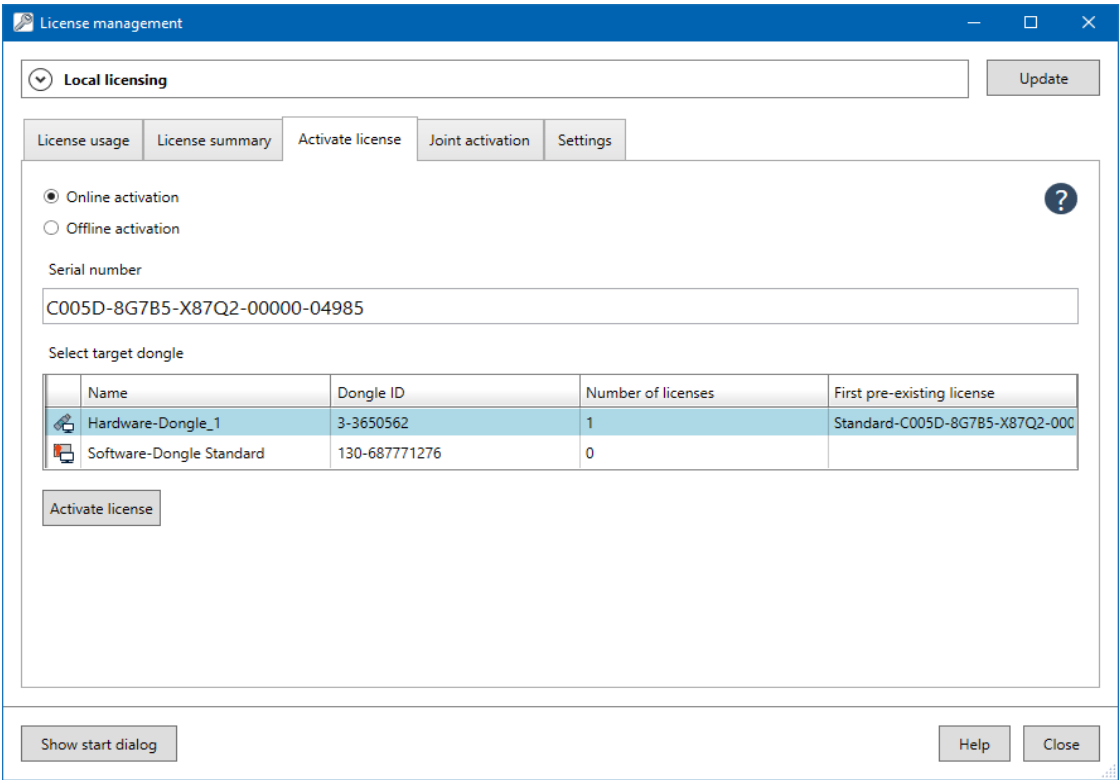 License management
Local licensing Update
License usage License summary Activate license Joint activation Settings
Online activation
?
Offline activation
Serial number
C005D-8G7B5-X87Q2-00000-04985
Select target dongle
Name Dongle ID Number of licenses First pre-existing license
Hardware-Dongle_1 3-3650562 1 Standard-C005D-8G7B5-X87Q2-000
Software-Dongle Standard 130-687771276 0
Activate license
Show start dialog Help Close